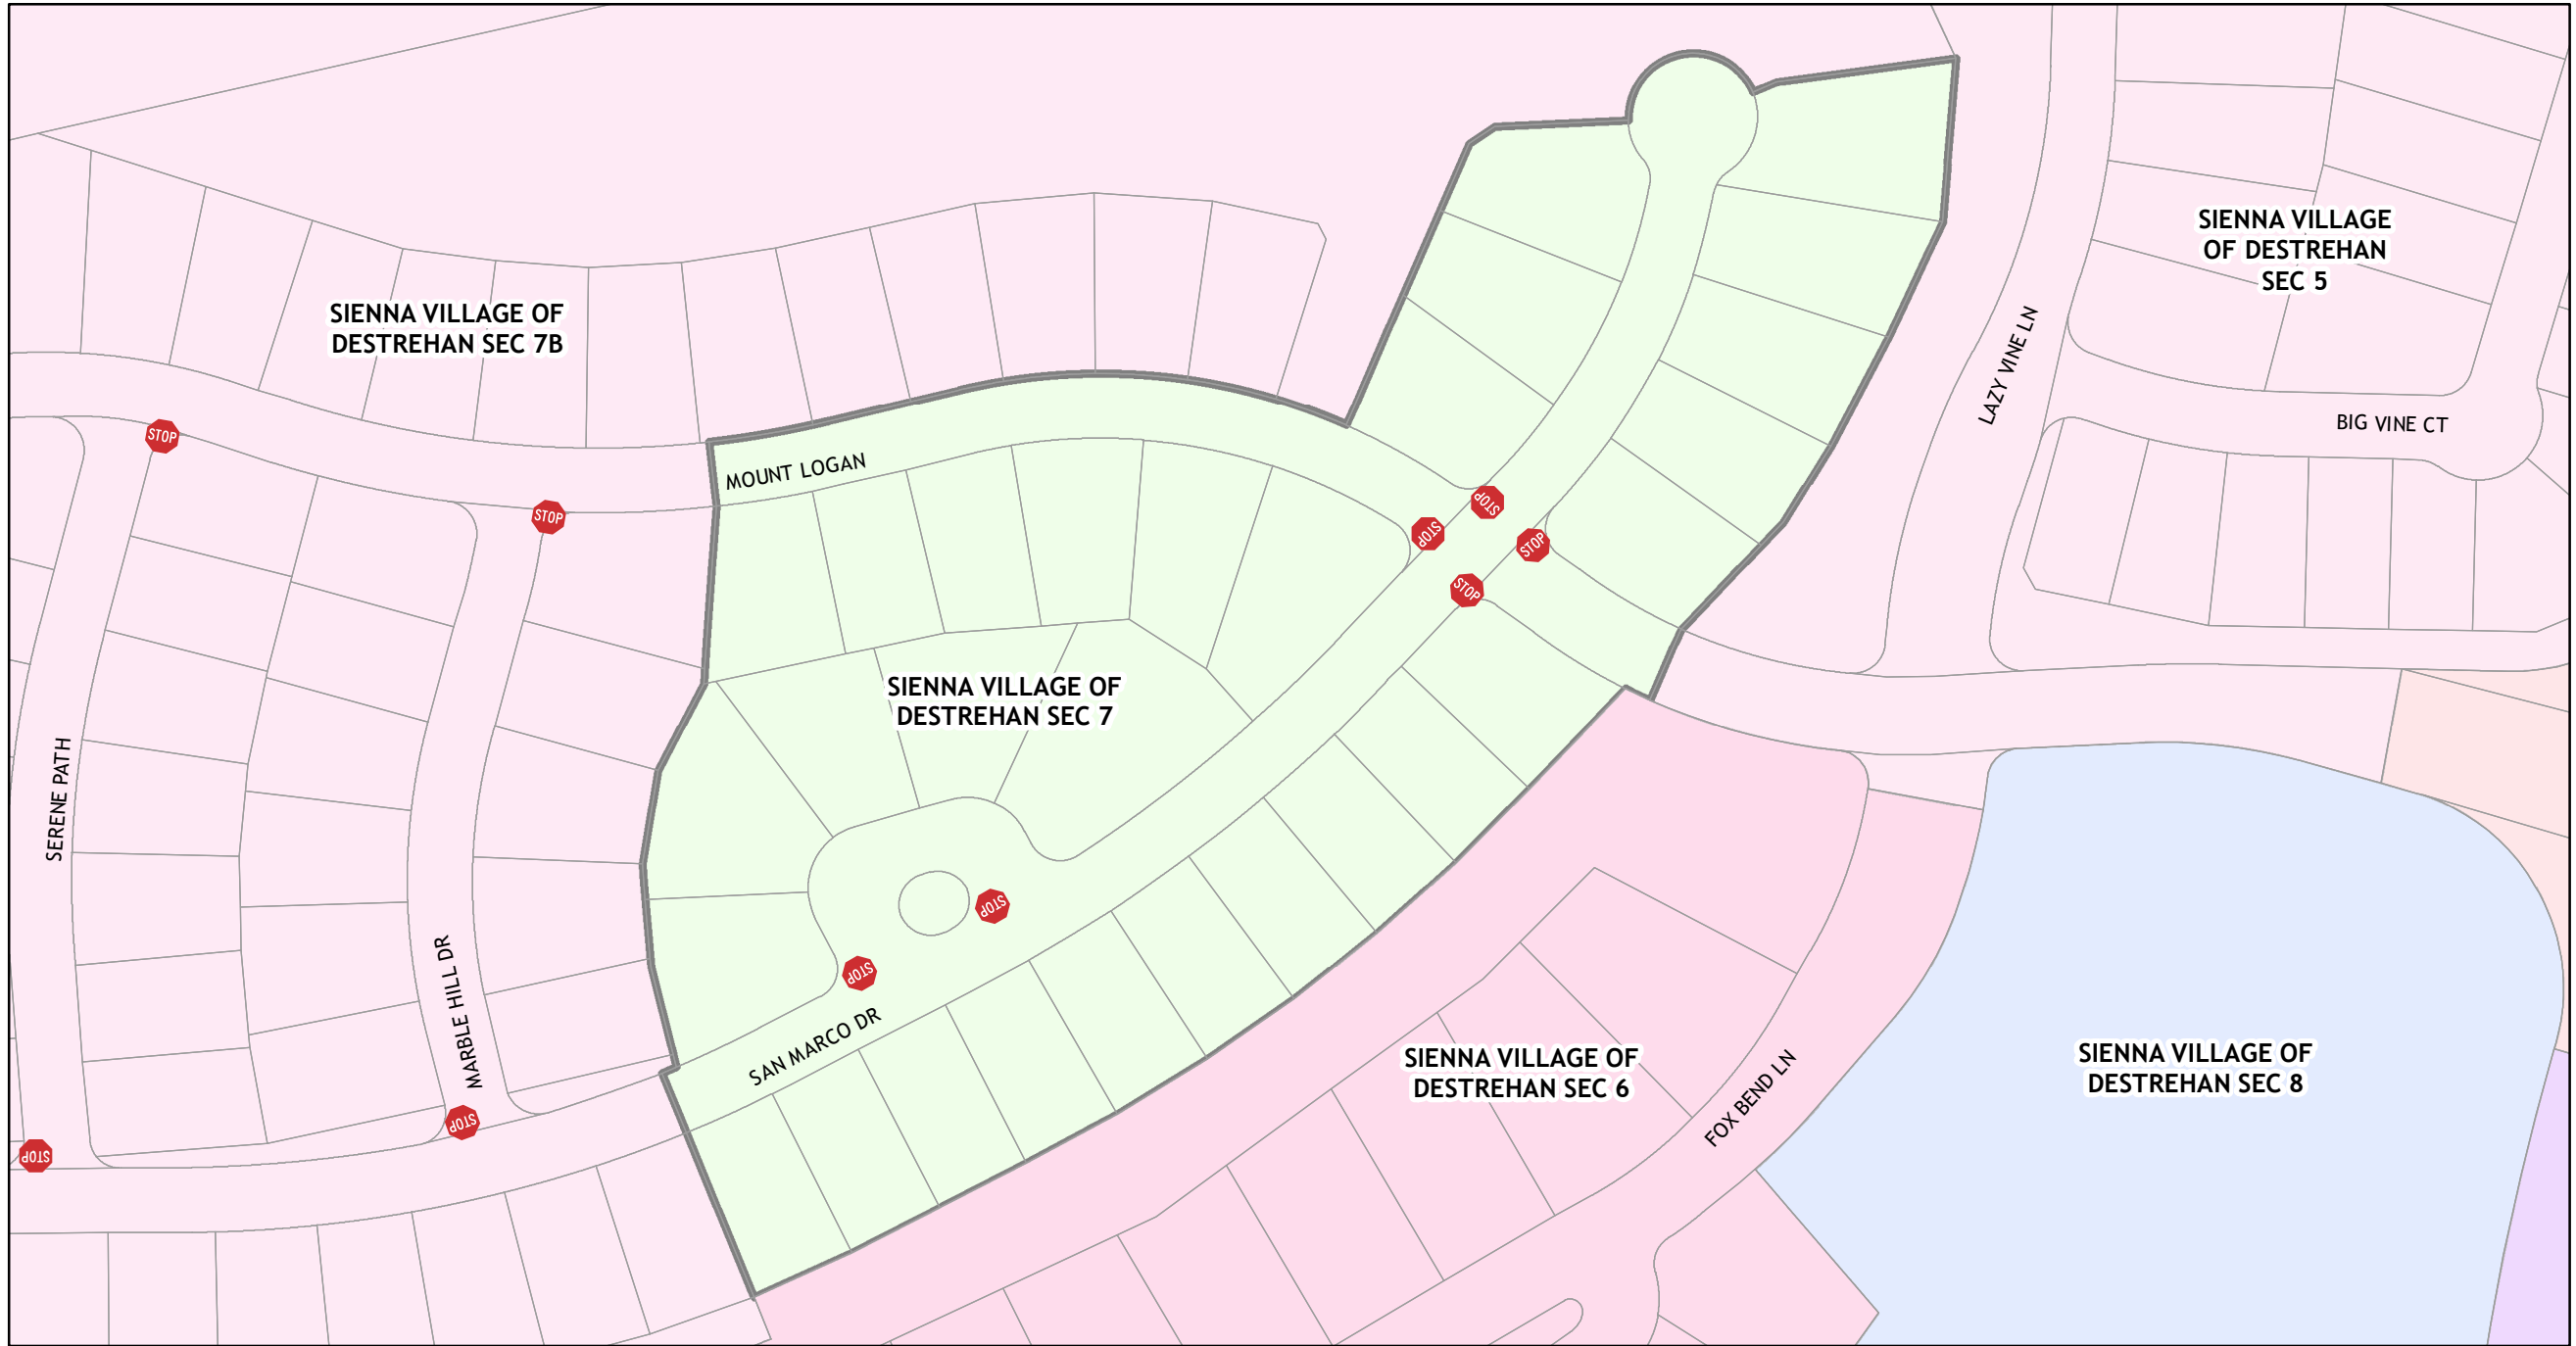 SIENNA VILLAGE
OF DESTREHAN
SEC 5
SIENNA VILLAGE OF
DESTREHAN SEC 7B
LAZY VINE LN
BIG VINE CT
STOP
MOUNT LOGAN
STOP
STOP
STOP
STOP
STOP
SIENNA VILLAGE OF
DESTREHAN SEC 7
SERENE PATH
STOP
STOP
MARBLE HILL DR
SAN MARCO DR
SIENNA VILLAGE OF
DESTREHAN SEC 6
FOX BEND LN
SIENNA VILLAGE OF
DESTREHAN SEC 8
STOP
STOP